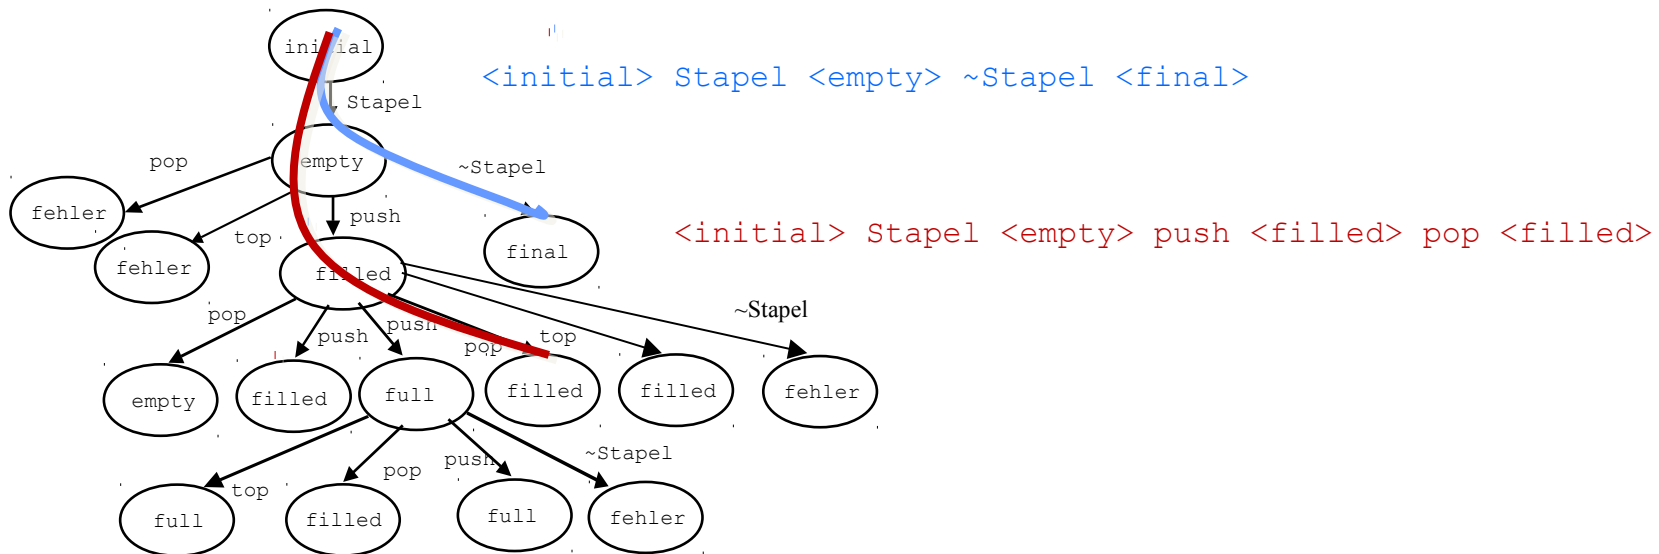 initial
<initial> Stapel <empty> ~Stapel <final>
Stapel
empty
pop
~Stapel
fehler
top
push
<initial> Stapel <empty> push <filled> pop <filled>
fehler
filled
final
pop
push
push
pop
top
~Stapel
empty
filled
full
filled
filled
fehler
top
pop
push
~Stapel
full
filled
full
fehler